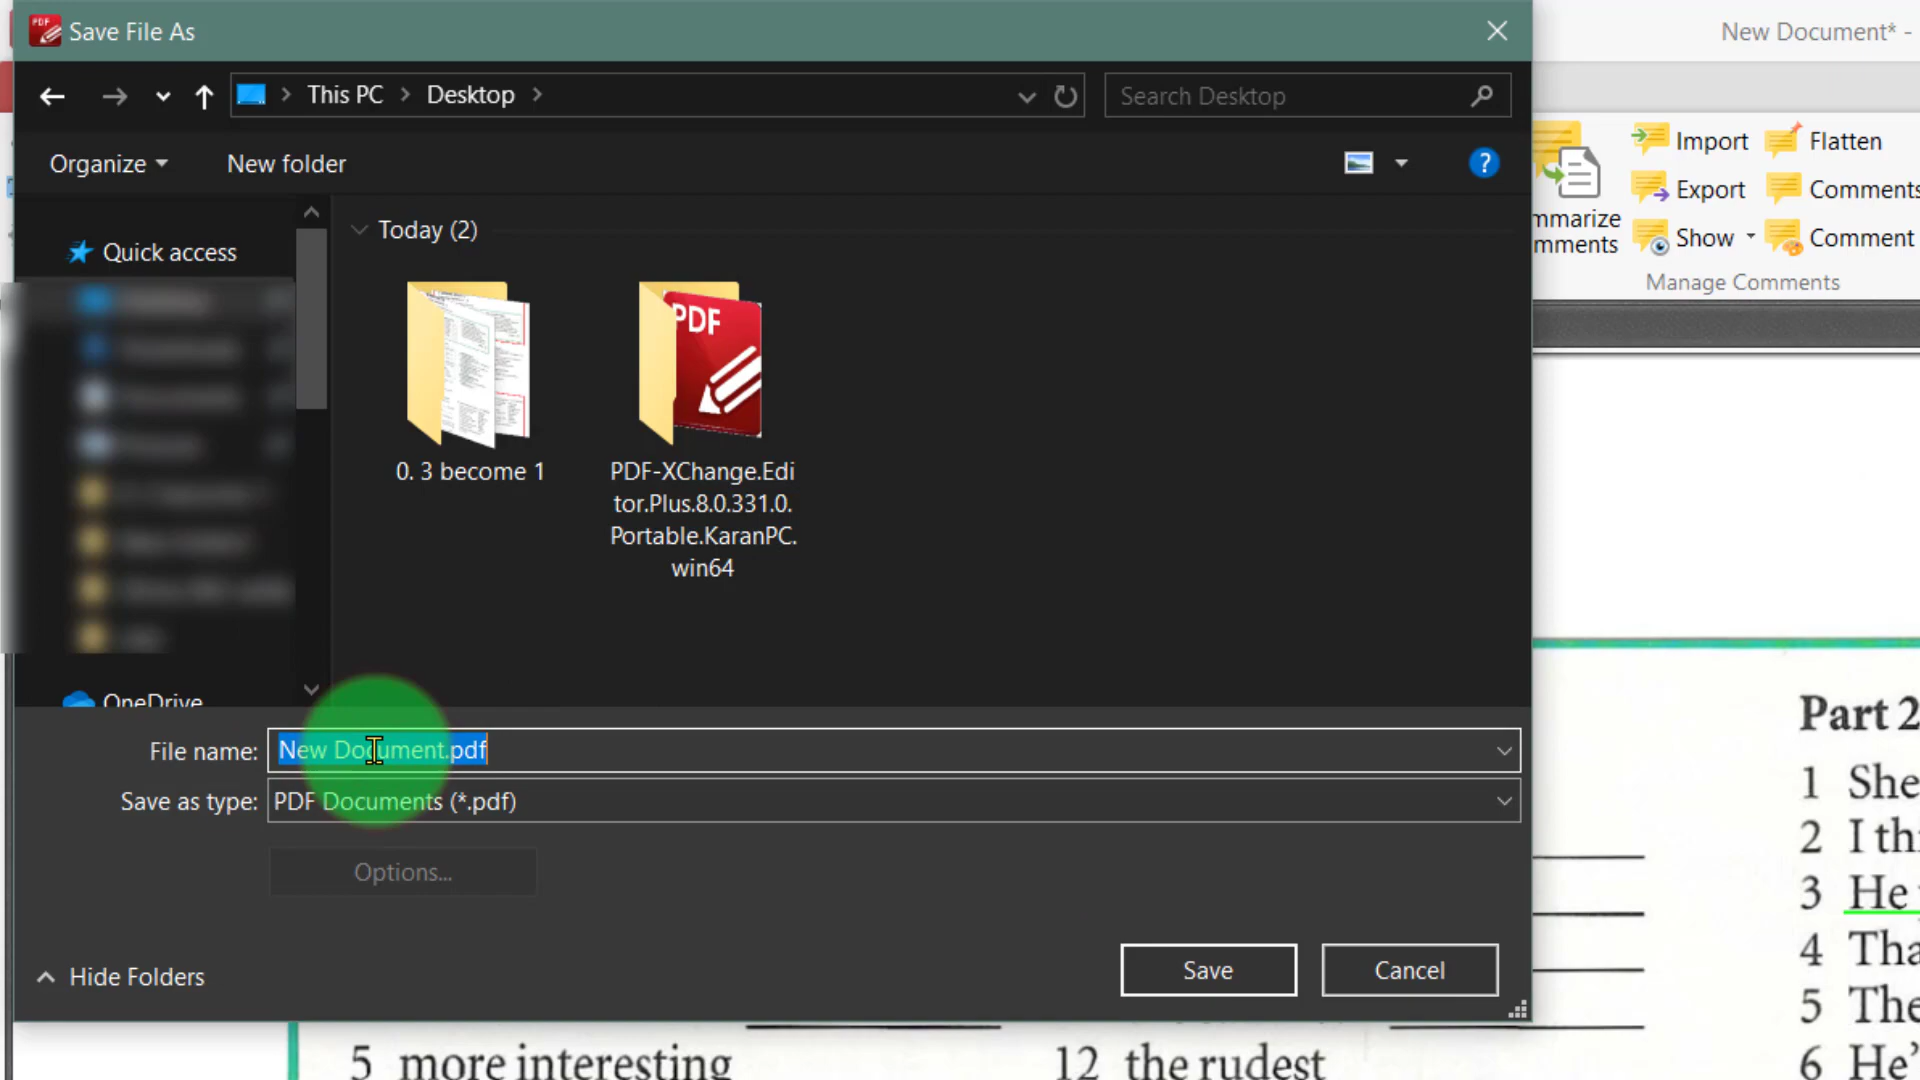 PDF
Save File As
New Document* -
This PC
Desktop
Search Desktop
Organize
New folder
?
Import
Flatten
Export
Comments
mmarize
mments
Show
Comment
Manage Comments
Quick access
Today (2)
PDF
0. 3 become 1
PDF-XChange.Edi
tor.Plus.8.0.331.0.
Portable.KaranPC.
win64
OneDrive
File name:
New Document.pdf
Save as type:
PDF Documents (*.pdf)
Options...
Save
Cancel
Hide Folders
Part 2
1 She
2 I thi
3 He
4 Tha
5 The
6 He'
5 more interesting
12 the rudest